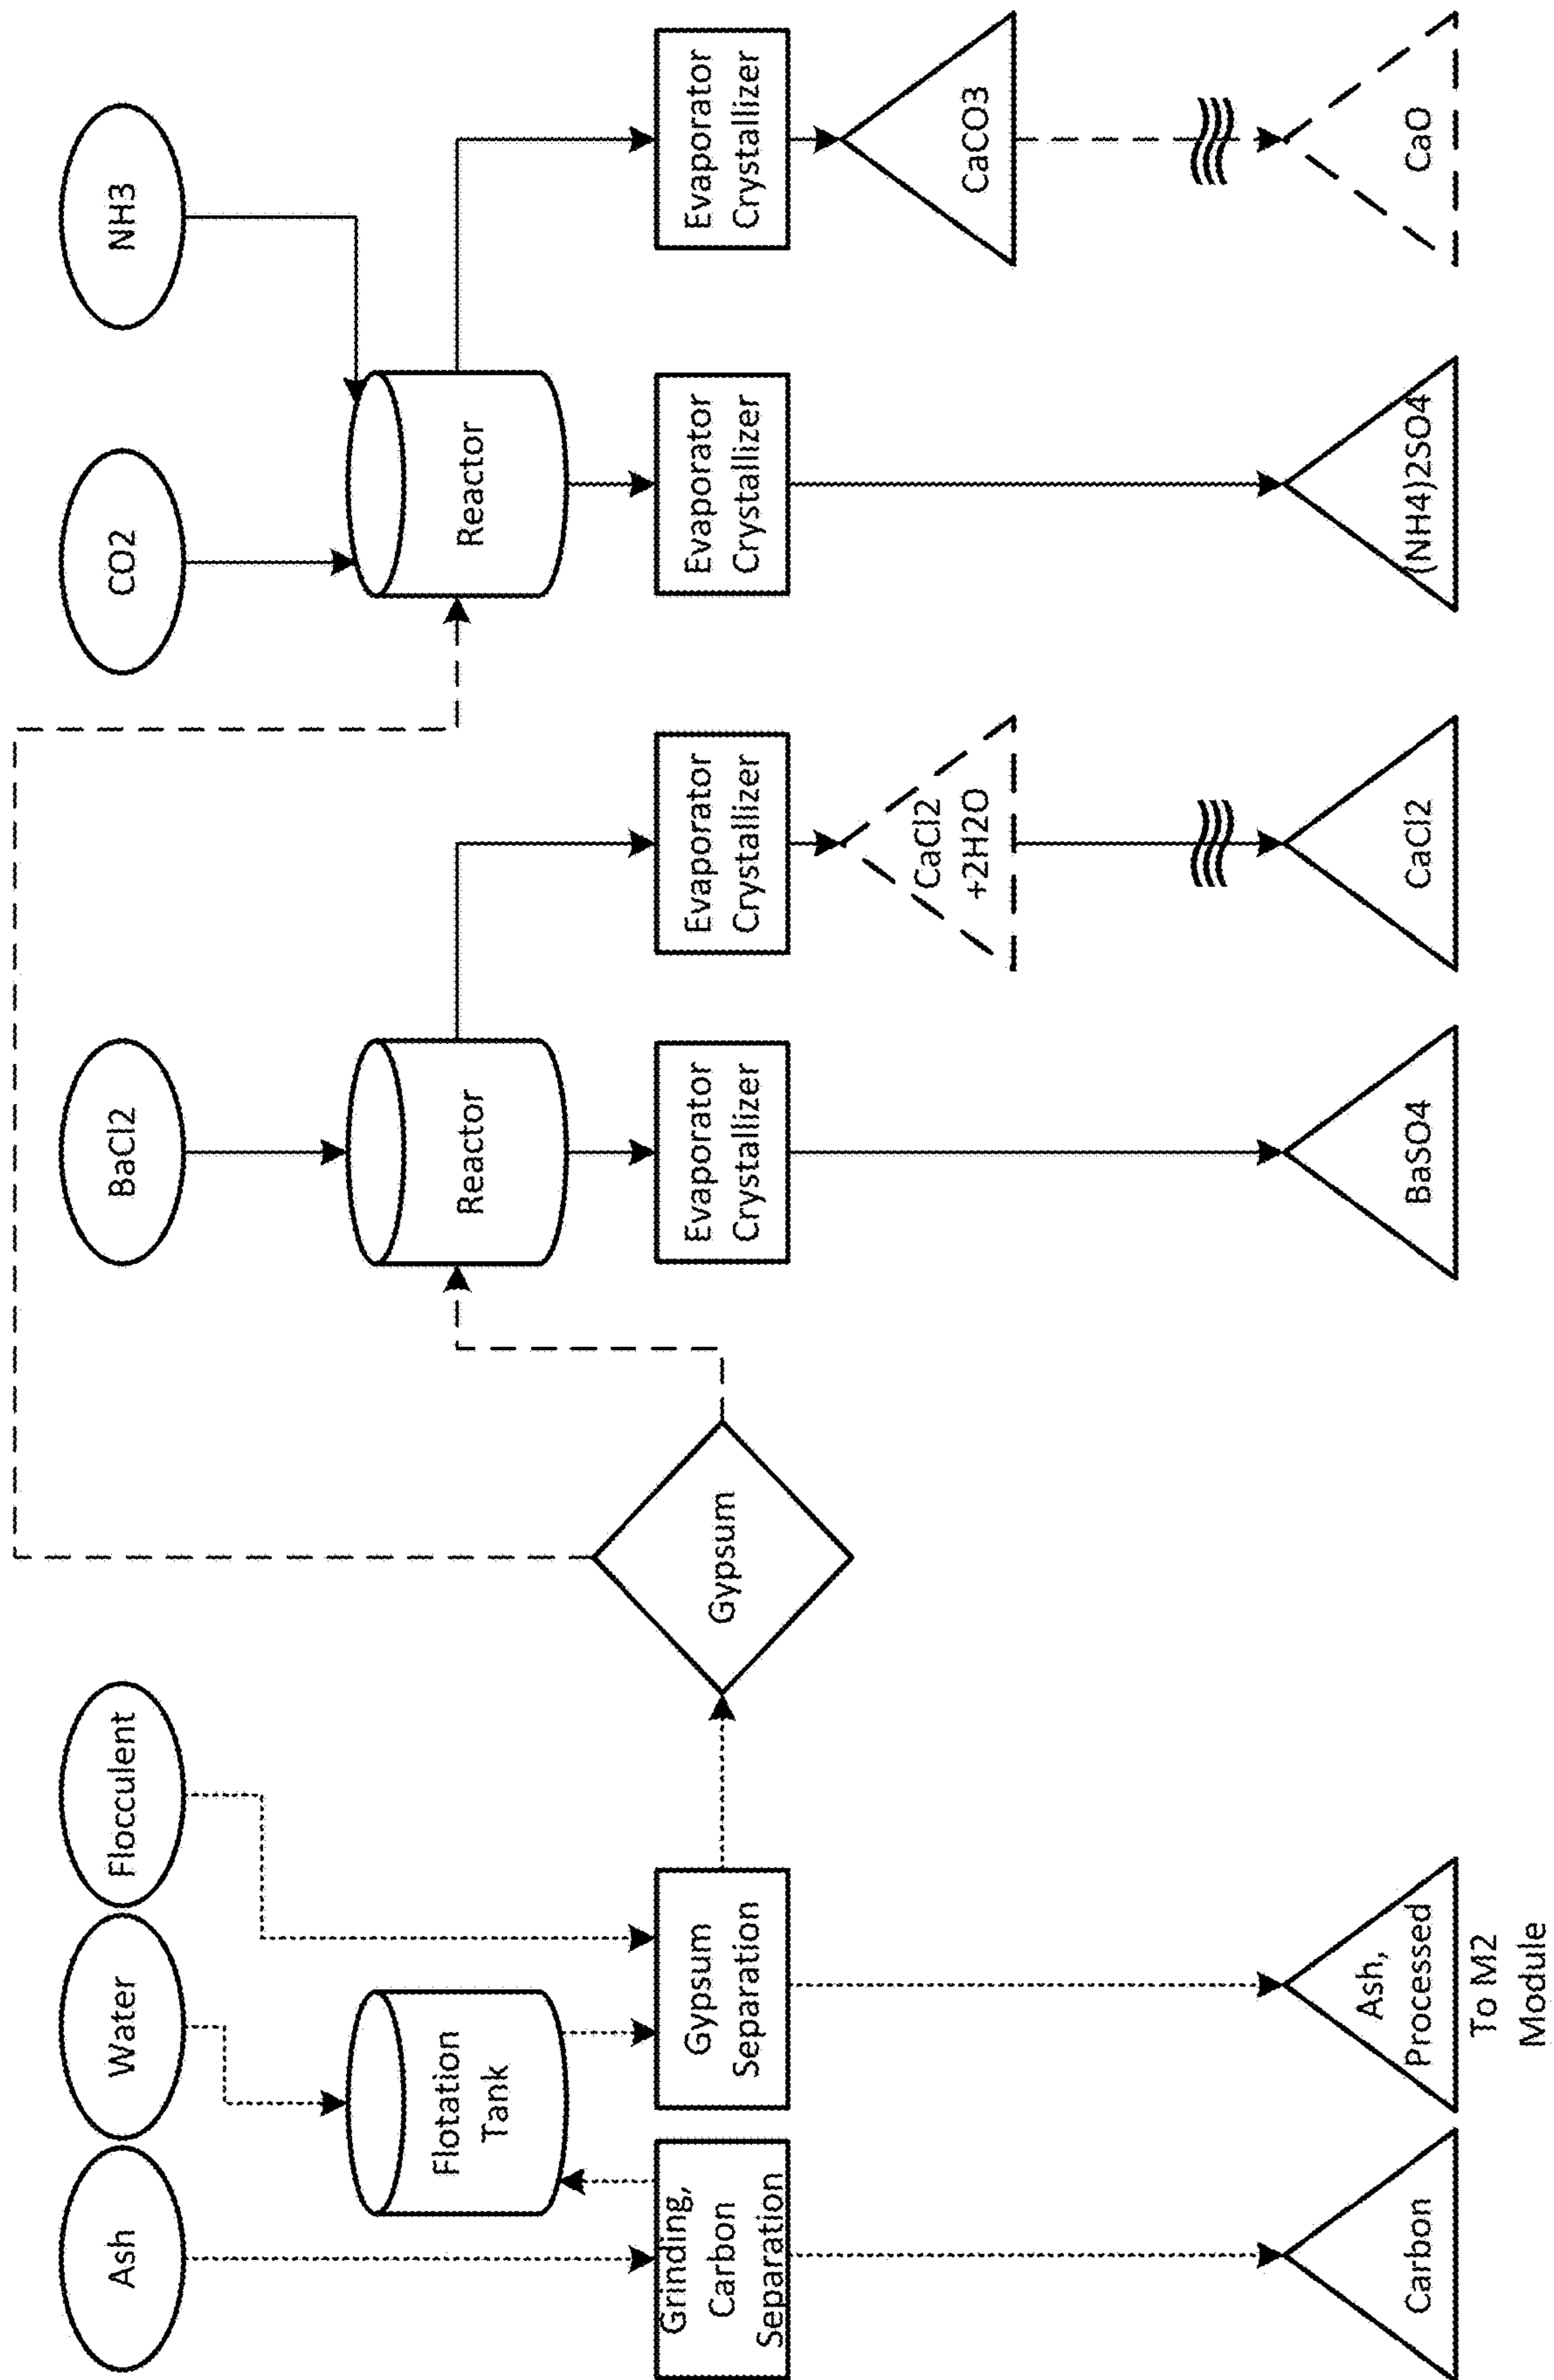 Ash
Water
Flocculent
BaCl2
CO2
NH3
Flotation
Tank
Reactor
Reactor
Grinding,
Carbon
Separation
Gypsum
Separation
Gypsum
Evaporator
Crystallizer
Evaporator
Crystallizer
Evaporator
Crystallizer
Evaporator
Crystallizer
CaCl2
+2H2O
CaCO3
Carbon
Ash,
Processed
To M2
Module
BaSO4
CaCl2
(NH4)2SO4
CaO